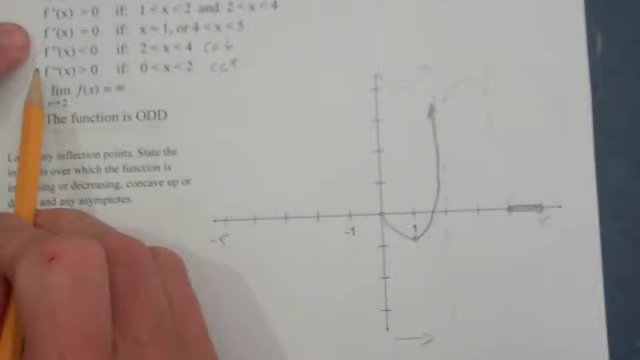 f'(x) > 0 if: 1 < x < 2 and 2 < x < 4
f'(x) = 0 if: x = 1, or 4 < x < 5
f''(x) < 0 if: 2 < x < 4
f''(x) > 0 if: 0 < x < 2
lim f(x) = ∞
x→2
The function is ODD
inflection points. State the
over which the function is
or decreasing, concave up or
and any asymptotes.
-5
-1
1